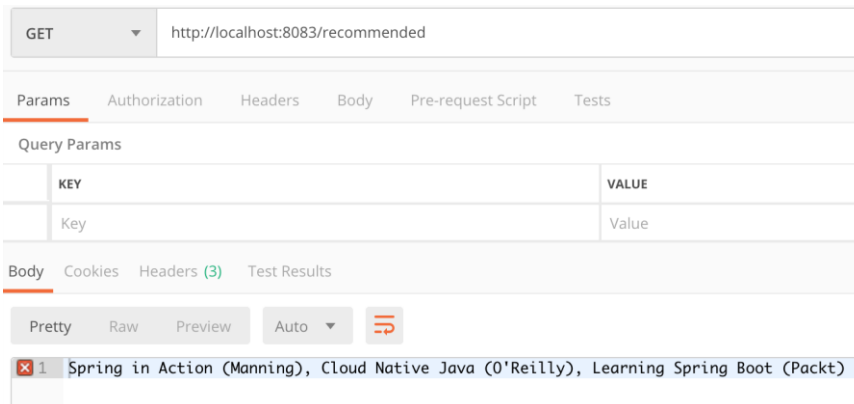 GET http://localhost:8083/recommended
Params Authorization Headers Body Pre-request Script Tests
Query Params
KEY VALUE
Key Value
Body Cookies Headers (3) Test Results
Pretty Raw Preview Auto
1 Spring in Action (Manning), Cloud Native Java (O'Reilly), Learning Spring Boot (Packt)